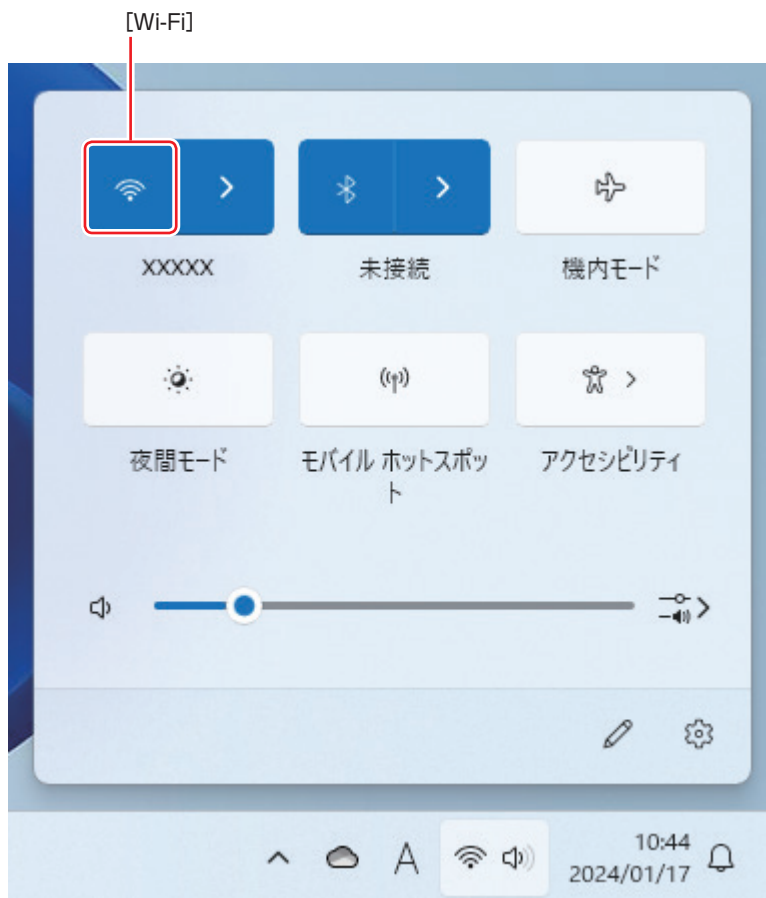 [Wi-Fi]
XXXXX
未接続
機内モード
夜間モード
モバイル ホットスポッ
ト
アクセシビリティ
A
10:44
2024/01/17